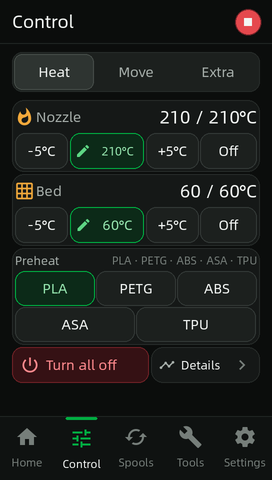 Control
Heat Move Extra
Nozzle 210 / 210°C
-5°C 210°C +5°C Off
Bed 60 / 60°C
-5°C 60°C +5°C Off
Preheat PLA · PETG · ABS · ASA · TPU
PLA PETG ABS
ASA TPU
Turn all off Details
Home Control Spools Tools Settings